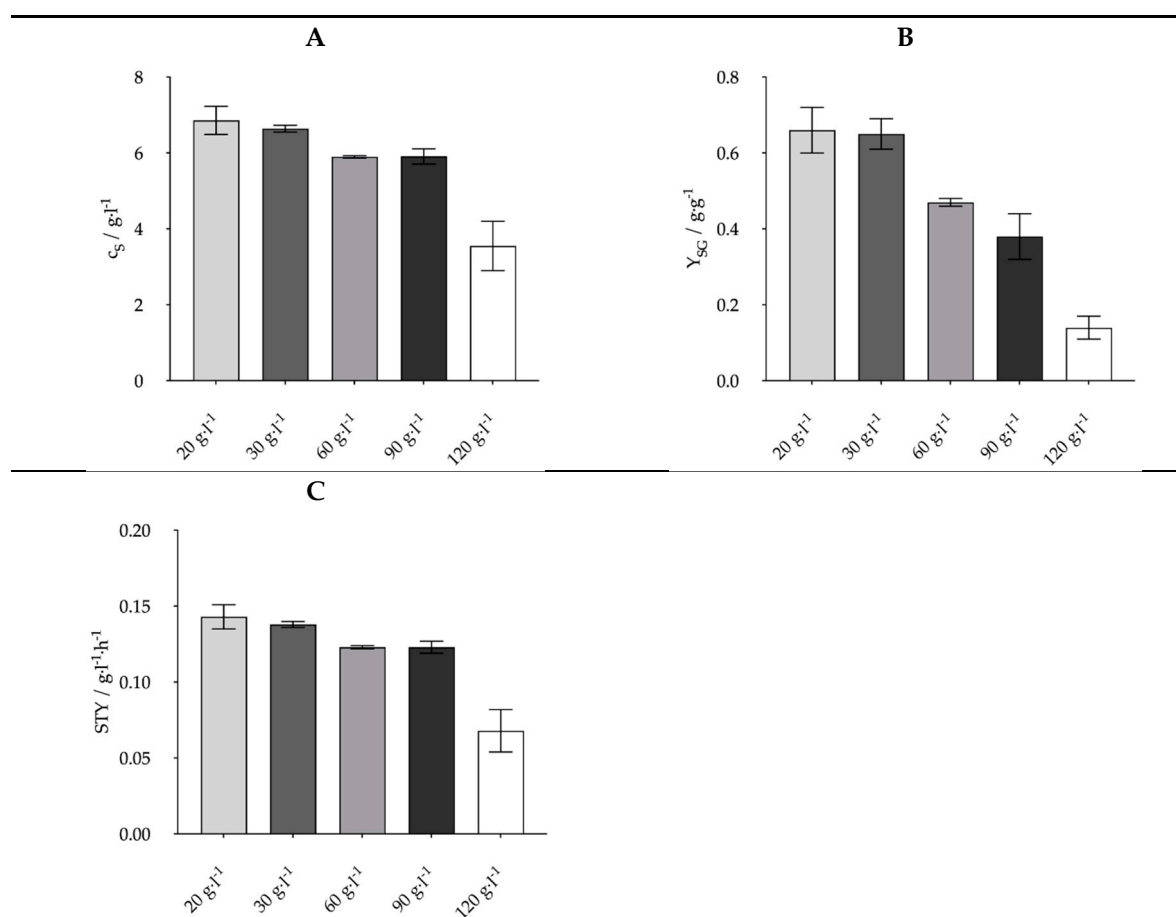 A
8
6
4
2
0
c_S / g·l⁻¹
20 g·l⁻¹
30 g·l⁻¹
60 g·l⁻¹
90 g·l⁻¹
120 g·l⁻¹
B
0.8
0.6
0.4
0.2
0.0
Y_SG / g·g⁻¹
20 g·l⁻¹
30 g·l⁻¹
60 g·l⁻¹
90 g·l⁻¹
120 g·l⁻¹
C
0.20
0.15
0.10
0.05
0.00
STY / g·l⁻¹·h⁻¹
20 g·l⁻¹
30 g·l⁻¹
60 g·l⁻¹
90 g·l⁻¹
120 g·l⁻¹